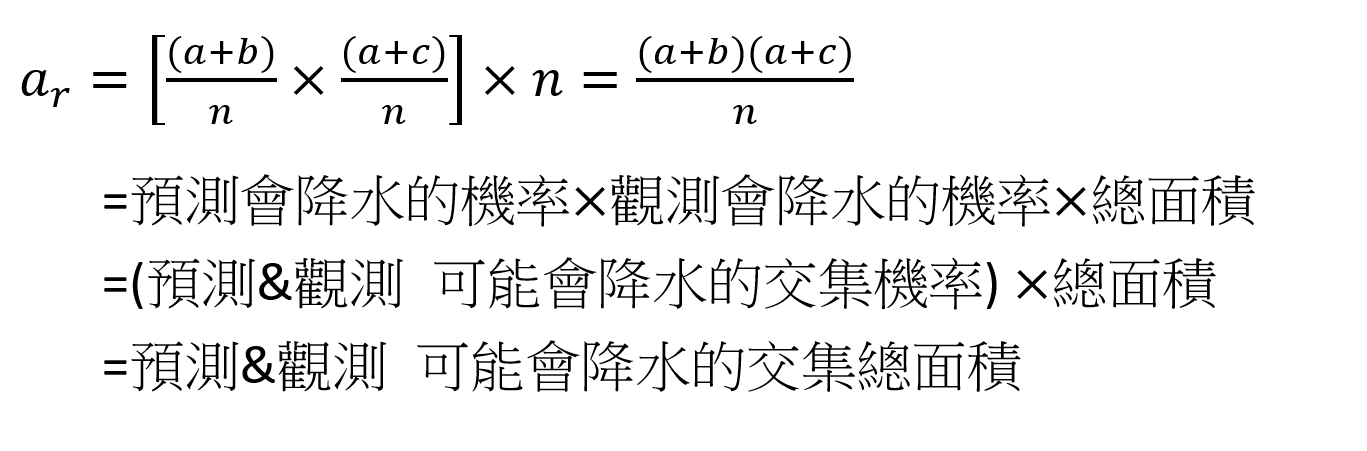 a_r = [(a+b)/n × (a+c)/n] × n = (a+b)(a+c)/n
=預測會降水的機率×觀測會降水的機率×總面積
=(預測&觀測 可能會降水的交集機率) ×總面積
=預測&觀測 可能會降水的交集總面積